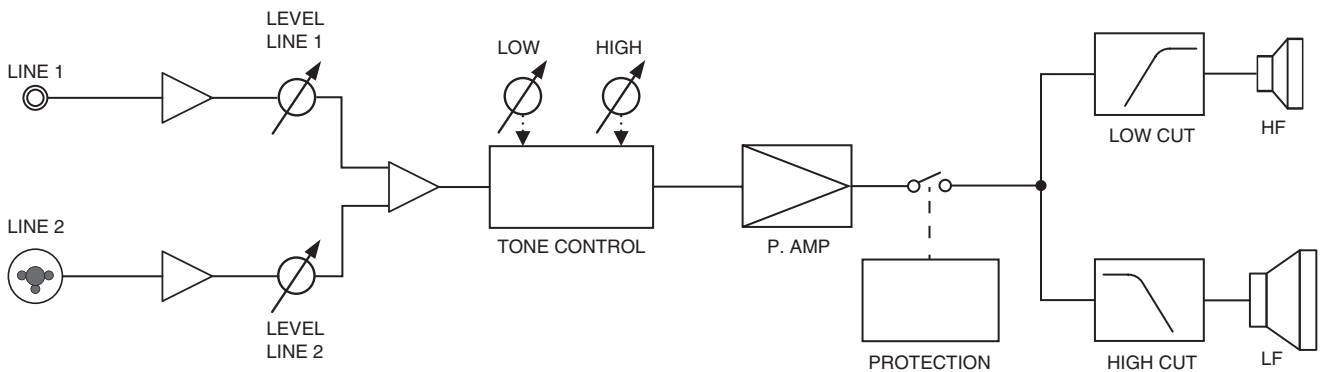 LEVEL
LINE 1
LOW
HIGH
LINE 1
LOW CUT
HF
LINE 2
TONE CONTROL
P. AMP
LEVEL
LINE 2
PROTECTION
HIGH CUT
LF